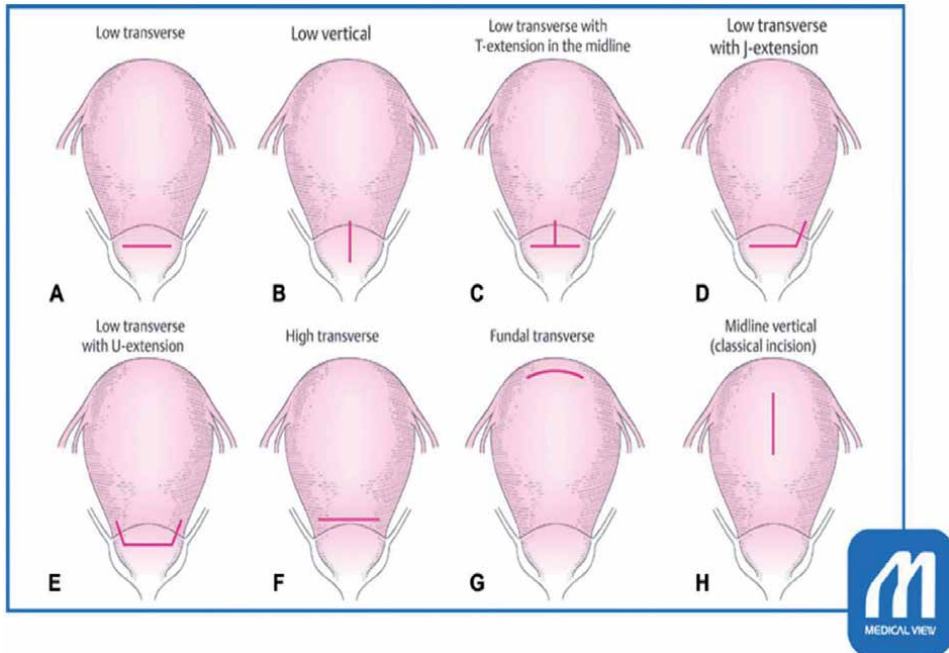 Low transverse
Low vertical
Low transverse with
T-extension in the midline
Low transverse
with J-extension
A
B
C
D
Low transverse
with U-extension
High transverse
Fundal transverse
Midline vertical
(classical incision)
E
F
G
H
MEDICAL VIEW